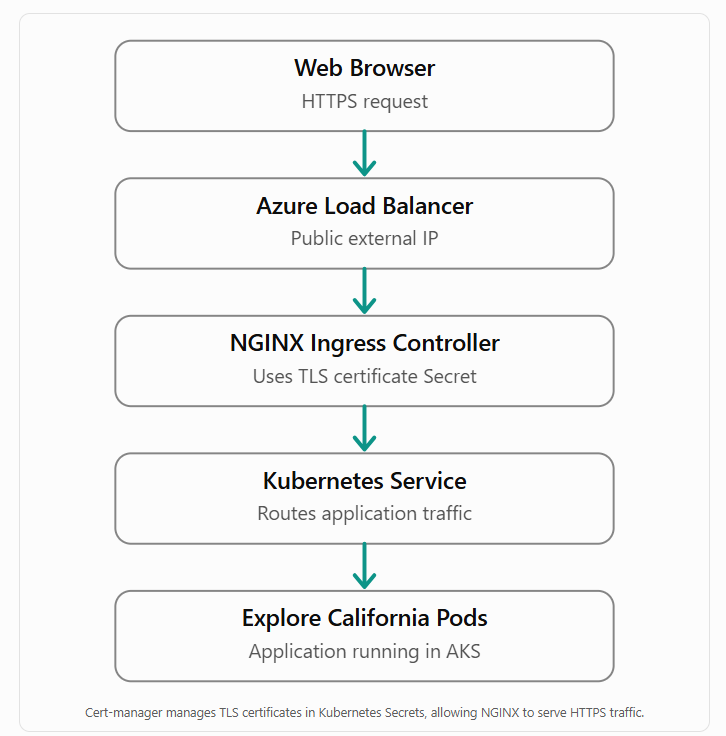 Web Browser
HTTPS request
Azure Load Balancer
Public external IP
NGINX Ingress Controller
Uses TLS certificate Secret
Kubernetes Service
Routes application traffic
Explore California Pods
Application running in AKS
Cert-manager manages TLS certificates in Kubernetes Secrets, allowing NGINX to serve HTTPS traffic.